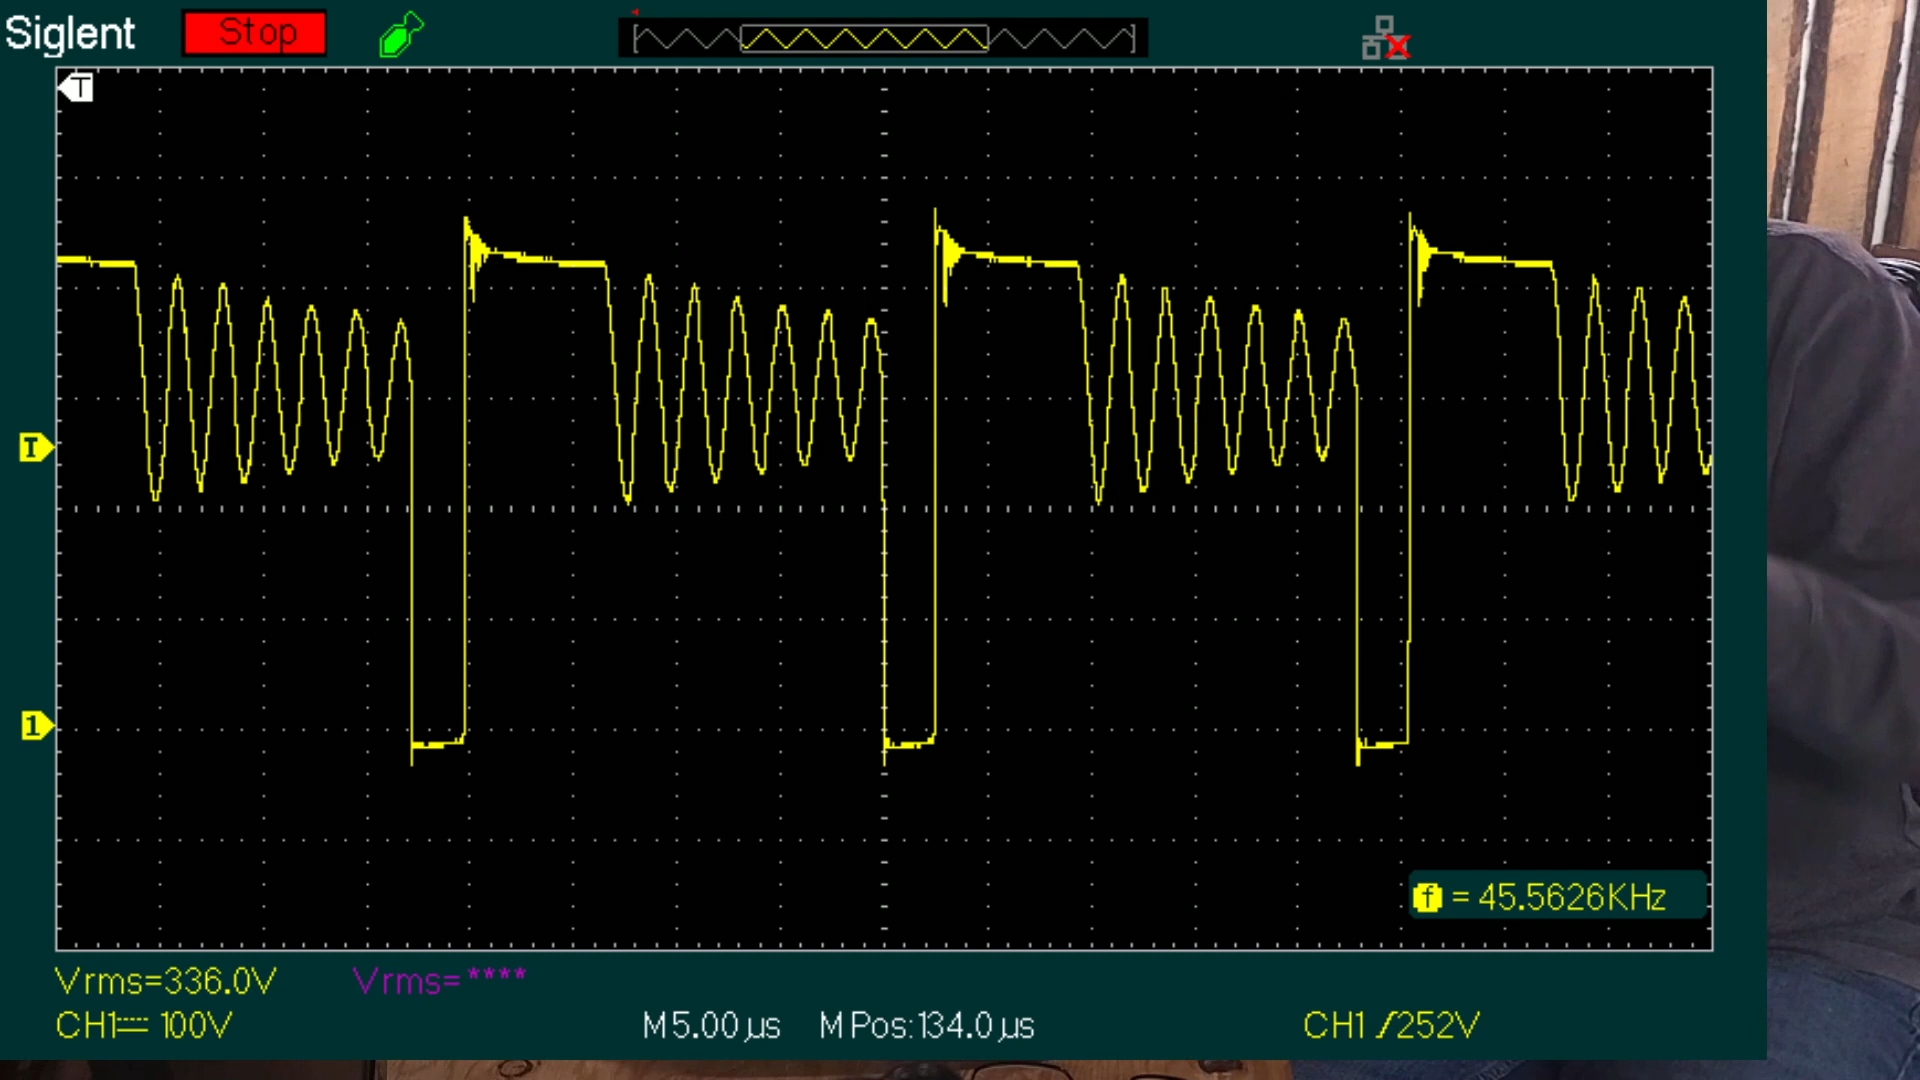 Siglent Stop
T
T
1
f = 45.5626KHz
Vrms=336.0V Vrms=****
CH1 100V M 5.00µs M Pos:134.0µs CH1 /252V